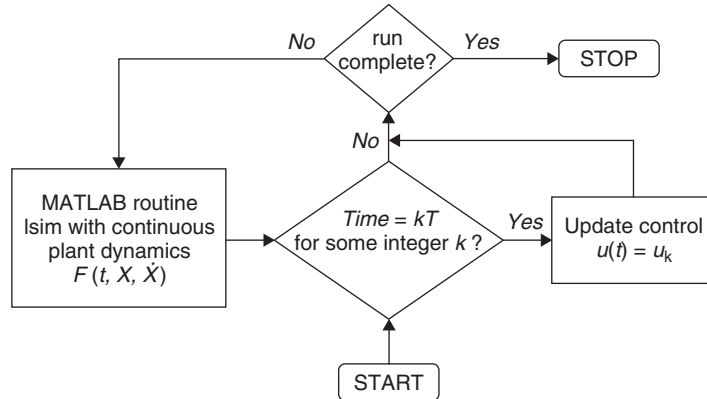 No
run
complete?
Yes
STOP
No
MATLAB routine
lsim with continuous
plant dynamics
F (t, X, Ẋ)
Time = kT
for some integer k ?
Yes
Update control
u(t) = uₖ
START